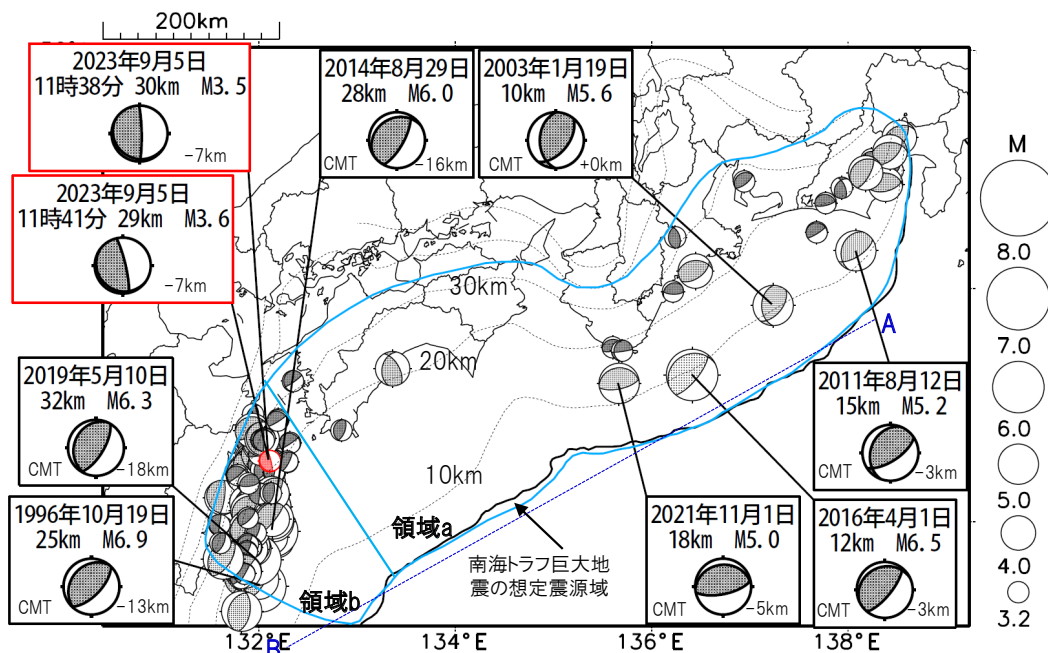 200km
2023年9月5日
11時38分 30km M3.5
-7km
2014年8月29日
28km M6.0
CMT
-16km
2003年1月19日
10km M5.6
CMT
+0km
2023年9月5日
11時41分 29km M3.6
-7km
M
8.0
7.0
6.0
5.0
4.0
3.2
30km
20km
10km
A
2019年5月10日
32km M6.3
CMT
-18km
2011年8月12日
15km M5.2
CMT
-3km
1996年10月19日
25km M6.9
CMT
-13km
領域a
2021年11月1日
18km M5.0
CMT
-5km
2016年4月1日
12km M6.5
CMT
-3km
南海トラフ巨大地
震の想定震源域
領域b
B
132°E
134°E
136°E
138°E